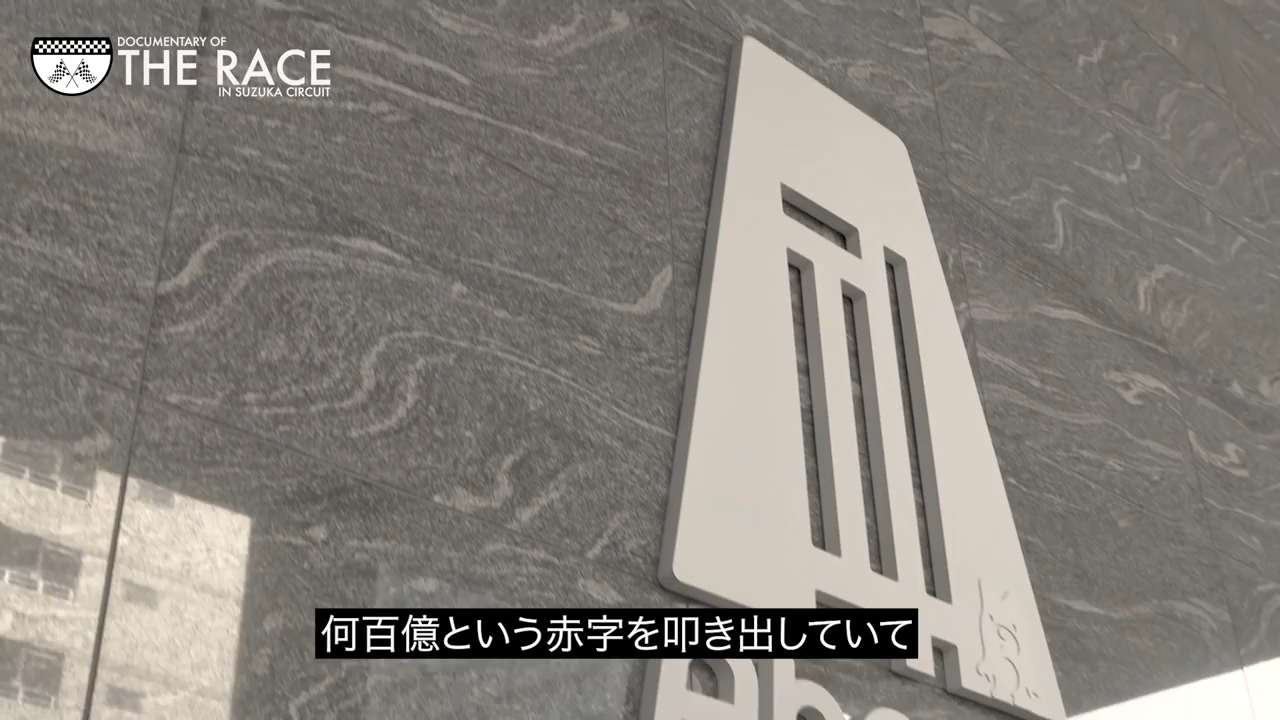 DOCUMENTARY OF
THE RACE
IN SUZUKA CIRCUIT
何百億という赤字を叩き出していて